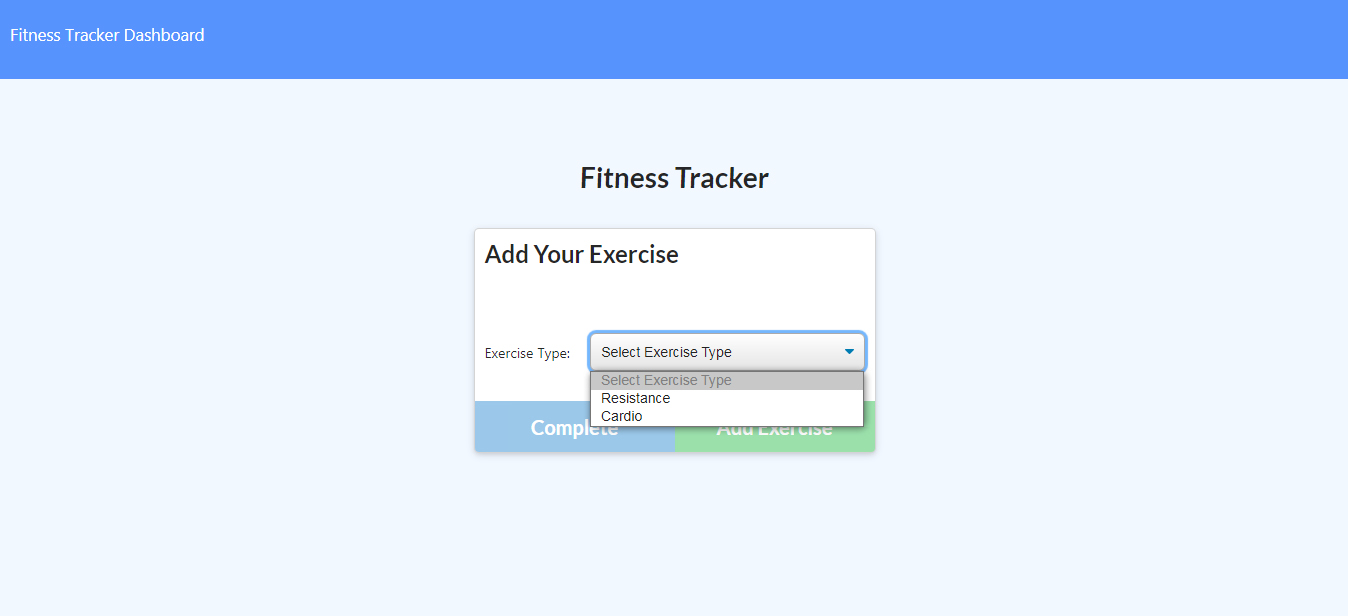 Fitness Tracker Dashboard
Fitness Tracker
Add Your Exercise
Exercise Type:
Select Exercise Type
Select Exercise Type
Resistance
Cardio
Complete
Add Exercise